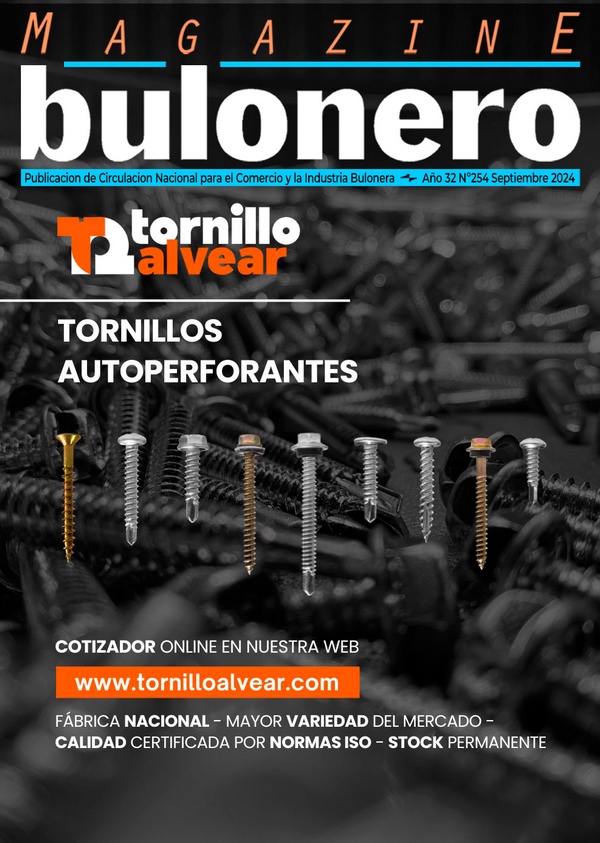 MAGAZINE
bulonero
Publicacion de Circulacion Nacional para el Comercio y la Industria Bulonera Año 32 N°254 Septiembre 2024
tornillo
alvear
TORNILLOS
AUTOPERFORANTES
COTIZADOR ONLINE EN NUESTRA WEB
www.tornilloalvear.com
FÁBRICA NACIONAL - MAYOR VARIEDAD DEL MERCADO -
CALIDAD CERTIFICADA POR NORMAS ISO - STOCK PERMANENTE